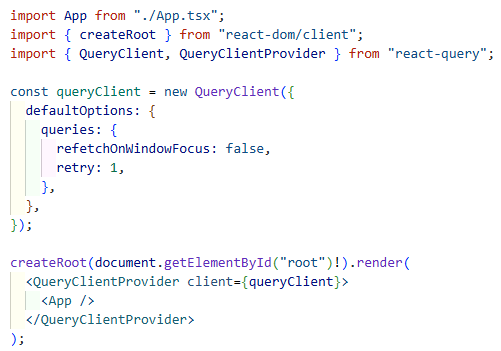 import App from "./App.tsx";
import { createRoot } from "react-dom/client";
import { QueryClient, QueryClientProvider } from "react-query";

const queryClient = new QueryClient({
  defaultOptions: {
    queries: {
      refetchOnWindowFocus: false,
      retry: 1,
    },
  },
});

createRoot(document.getElementById("root")!).render(
  <QueryClientProvider client={queryClient}>
    <App />
  </QueryClientProvider>
);